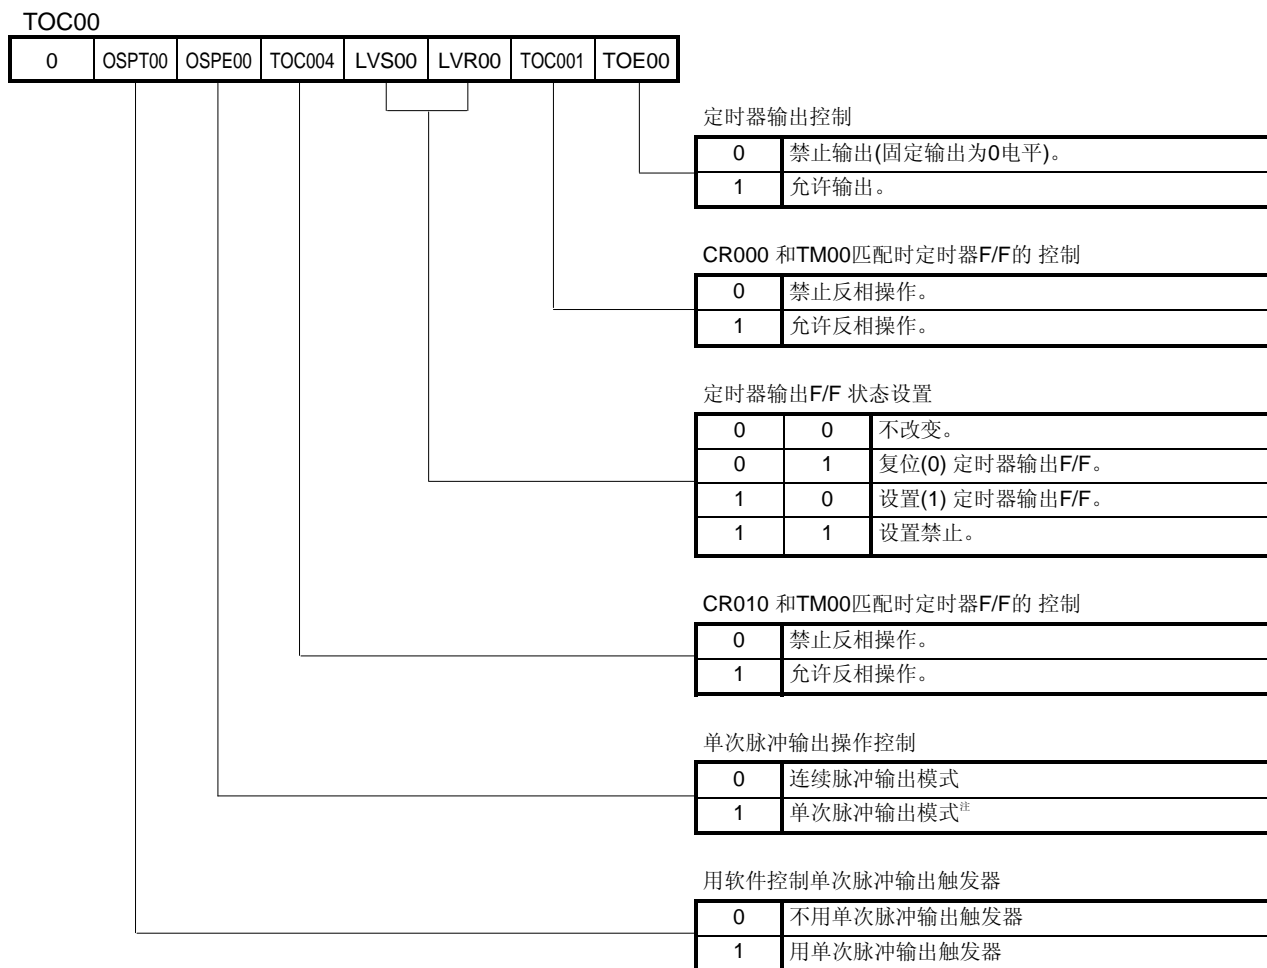 TOC00
0 OSPT00 OSPE00 TOC004 LVS00 LVR00 TOC001 TOE00
定时器输出控制
0 禁止输出(固定输出为0电平)。
1 允许输出。
CR000 和TM00匹配时定时器F/F的 控制
0 禁止反相操作。
1 允许反相操作。
定时器输出F/F 状态设置
0 0 不改变。
0 1 复位(0) 定时器输出F/F。
1 0 设置(1) 定时器输出F/F。
1 1 设置禁止。
CR010 和TM00匹配时定时器F/F的 控制
0 禁止反相操作。
1 允许反相操作。
单次脉冲输出操作控制
0 连续脉冲输出模式
1 单次脉冲输出模式注
用软件控制单次脉冲输出触发器
0 不用单次脉冲输出触发器
1 用单次脉冲输出触发器